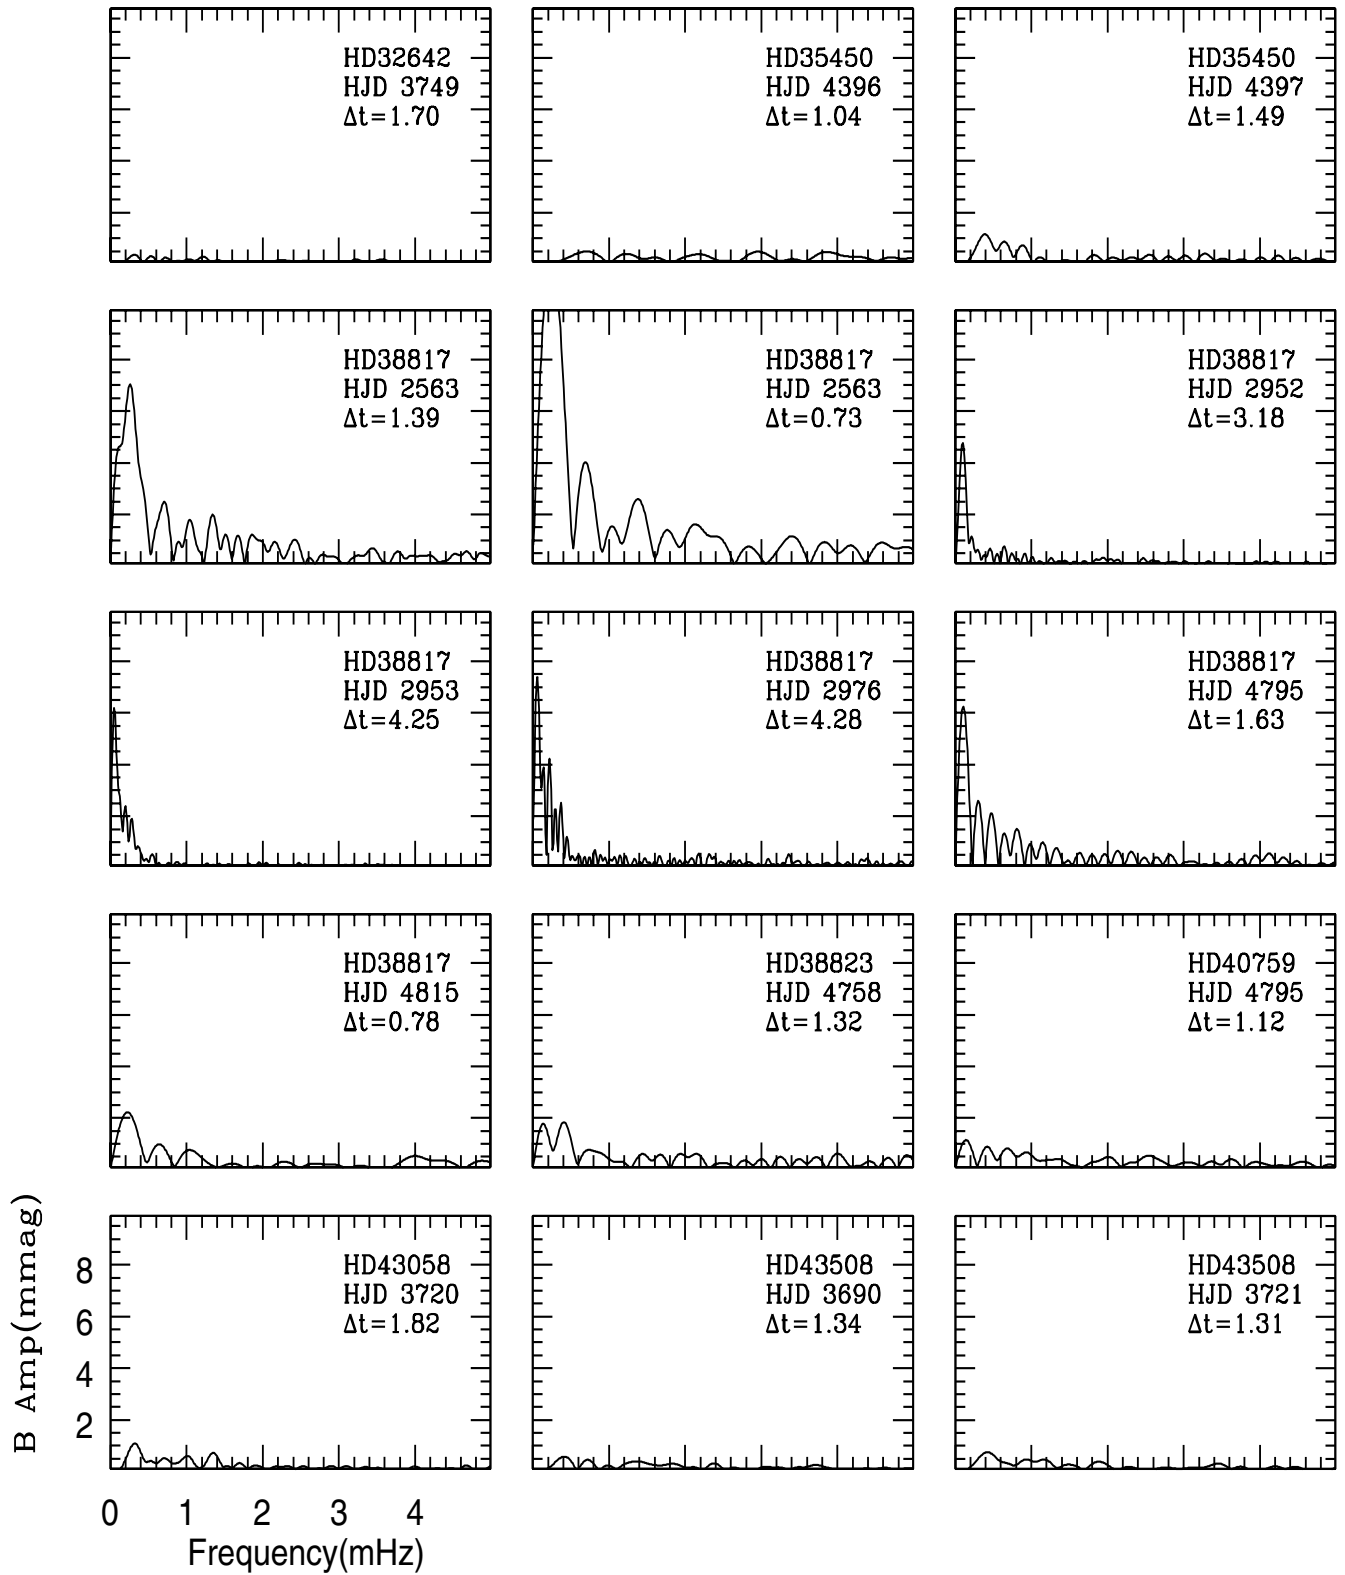 HD32642
HJD 3749
Δt=1.70
HD35450
HJD 4396
Δt=1.04
HD35450
HJD 4397
Δt=1.49
HD38817
HJD 2563
Δt=1.39
HD38817
HJD 2563
Δt=0.73
HD38817
HJD 2952
Δt=3.18
HD38817
HJD 2953
Δt=4.25
HD38817
HJD 2976
Δt=4.28
HD38817
HJD 4795
Δt=1.63
HD38817
HJD 4815
Δt=0.78
HD38823
HJD 4758
Δt=1.32
HD40759
HJD 4795
Δt=1.12
B Amp(mmag)
8
6
4
2
HD43058
HJD 3720
Δt=1.82
HD43508
HJD 3690
Δt=1.34
HD43508
HJD 3721
Δt=1.31
0 1 2 3 4
Frequency(mHz)